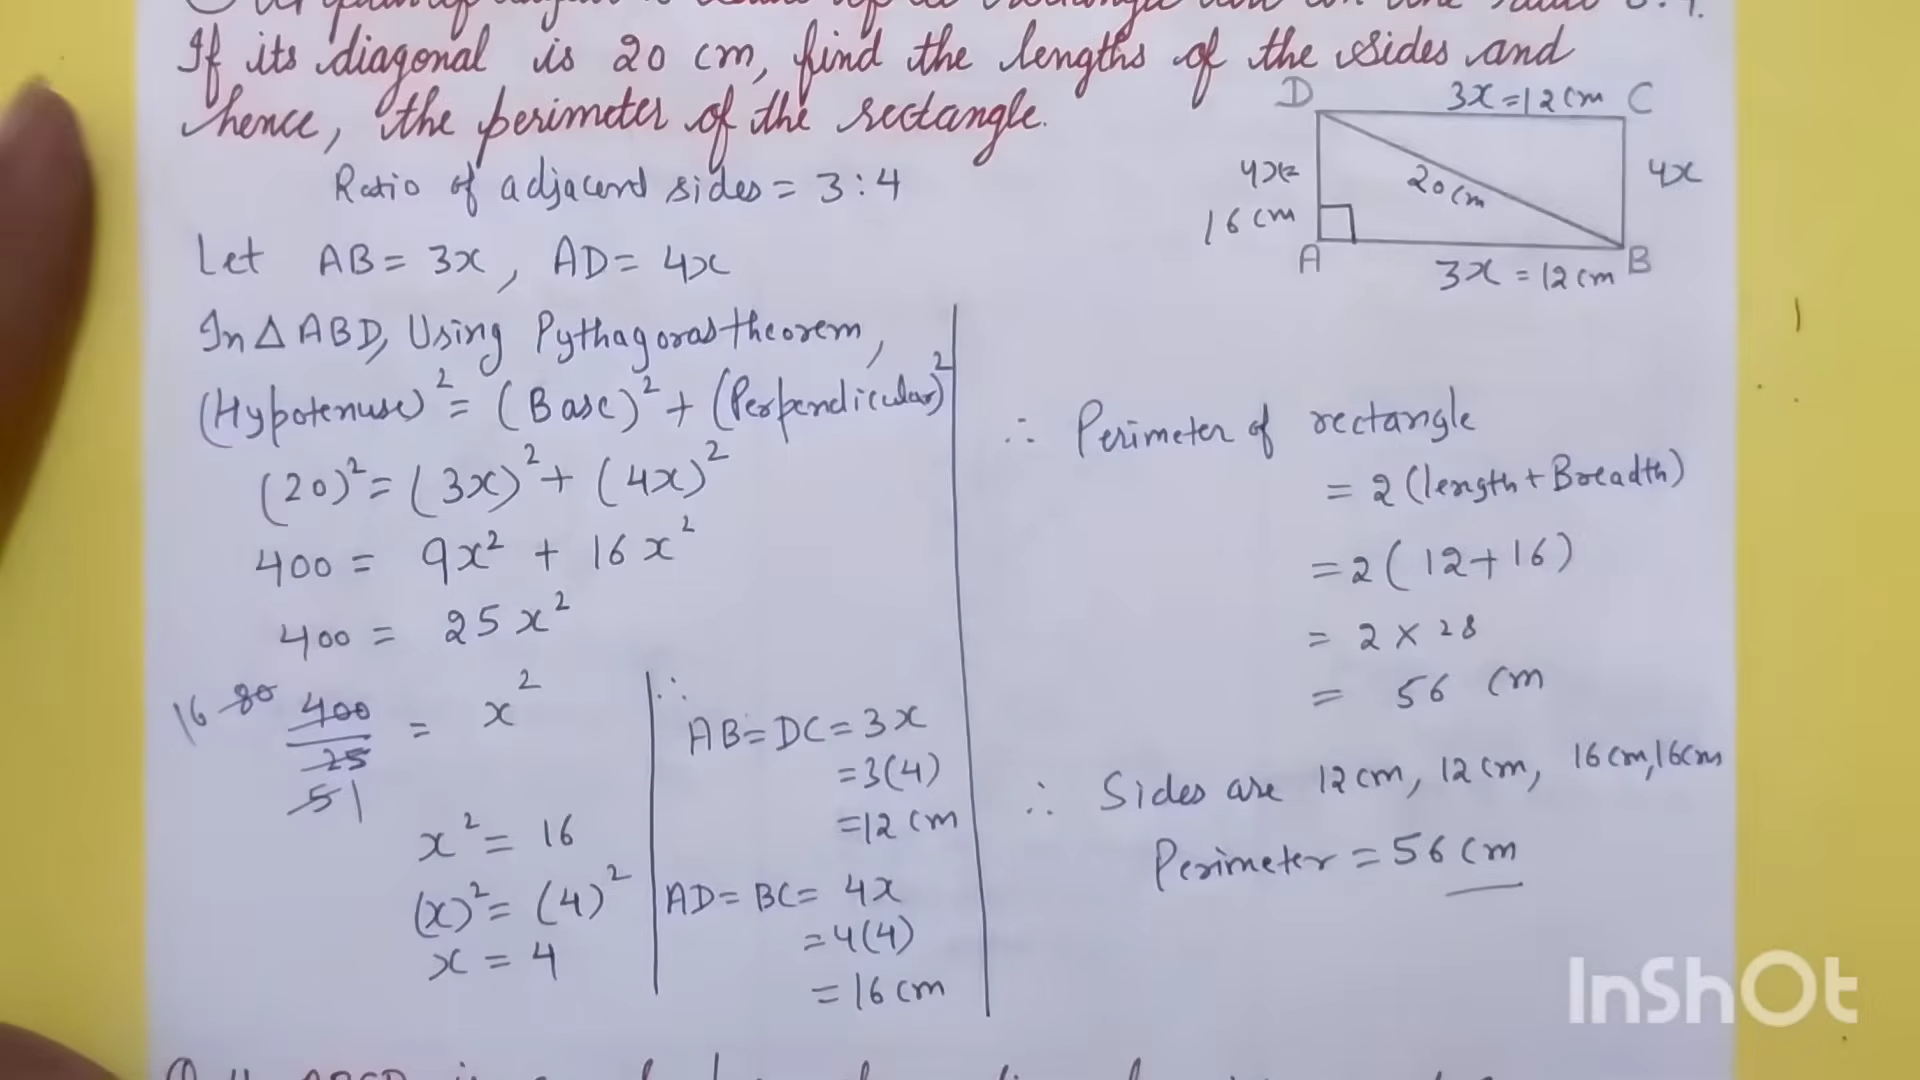 If its diagonal is 20 cm, find the lengths of the sides and
hence, the perimeter of the rectangle.
Ratio of adjacent sides = 3 : 4
Let AB = 3x, AD = 4x
In △ ABD, Using Pythagoras theorem,
(Hypotenuse)² = (Base)² + (Perpendicular)²
(20)² = (3x)² + (4x)²
400 = 9x² + 16x²
400 = 25x²
16 80 400 = x²
25
5 1
x² = 16
(x)² = (4)²
x = 4
∴
AB = DC = 3x
= 3(4)
= 12 cm
AD = BC = 4x
= 4(4)
= 16 cm
D 3x = 12 cm C
4x=
16 cm
20 cm
4x
A B
3x = 12 cm
∴ Perimeter of rectangle
= 2 (length + Breadth)
= 2 ( 12 + 16 )
= 2 × 28
= 56 cm
∴ Sides are 12 cm, 12 cm, 16 cm, 16 cm
Perimeter = 56 cm
InShOt